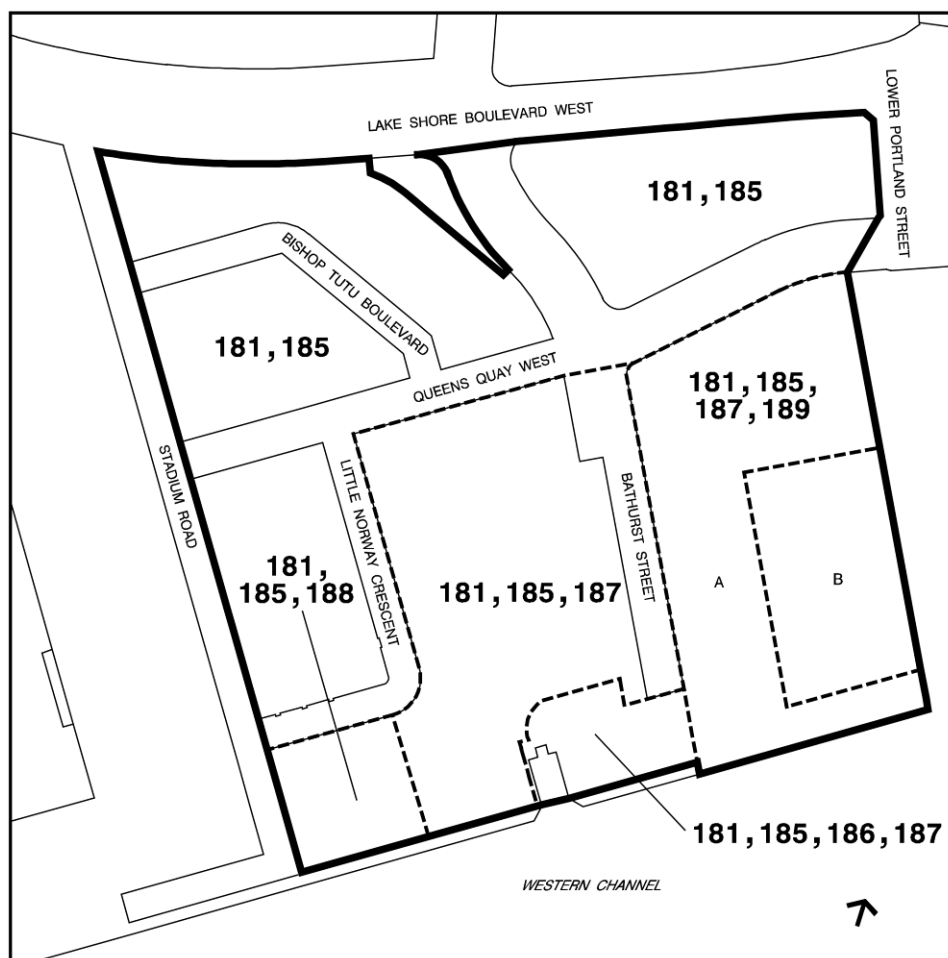 LAKE SHORE BOULEVARD WEST
LOWER PORTLAND STREET
181,185
BISHOP TUTU BOULEVARD
181,185
QUEENS QUAY WEST
181,185,
187,189
STADIUM ROAD
LITTLE NORWAY CRESCENT
BATHURST STREET
181,
185,188
181,185,187
A
B
181,185,186,187
WESTERN CHANNEL